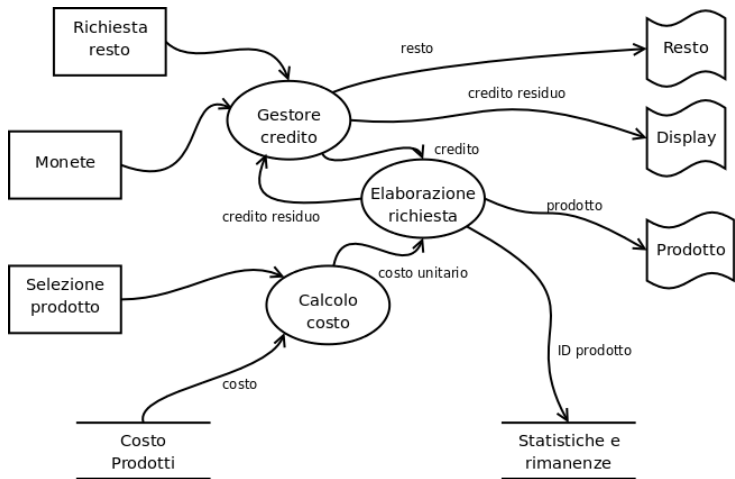 Richiesta
resto
resto
Resto
Gestore
credito
credito residuo
Display
Monete
credito
Elaborazione
richiesta
credito residuo
prodotto
Prodotto
Selezione
prodotto
costo unitario
Calcolo
costo
ID prodotto
costo
Costo
Prodotti
Statistiche e
rimanenze